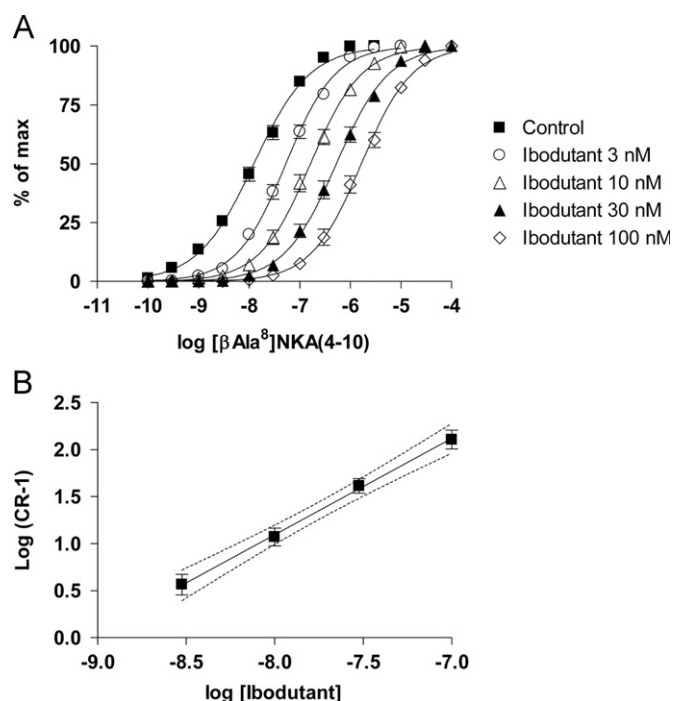 A
100
75
50
25
0
% of max
-11 -10 -9 -8 -7 -6 -5 -4
log [βAla⁸]NKA(4-10)
Control
Ibodutant 3 nM
Ibodutant 10 nM
Ibodutant 30 nM
Ibodutant 100 nM
B
2.5
2.0
1.5
1.0
0.5
0.0
Log (CR-1)
-9.0 -8.5 -8.0 -7.5 -7.0
log [Ibodutant]